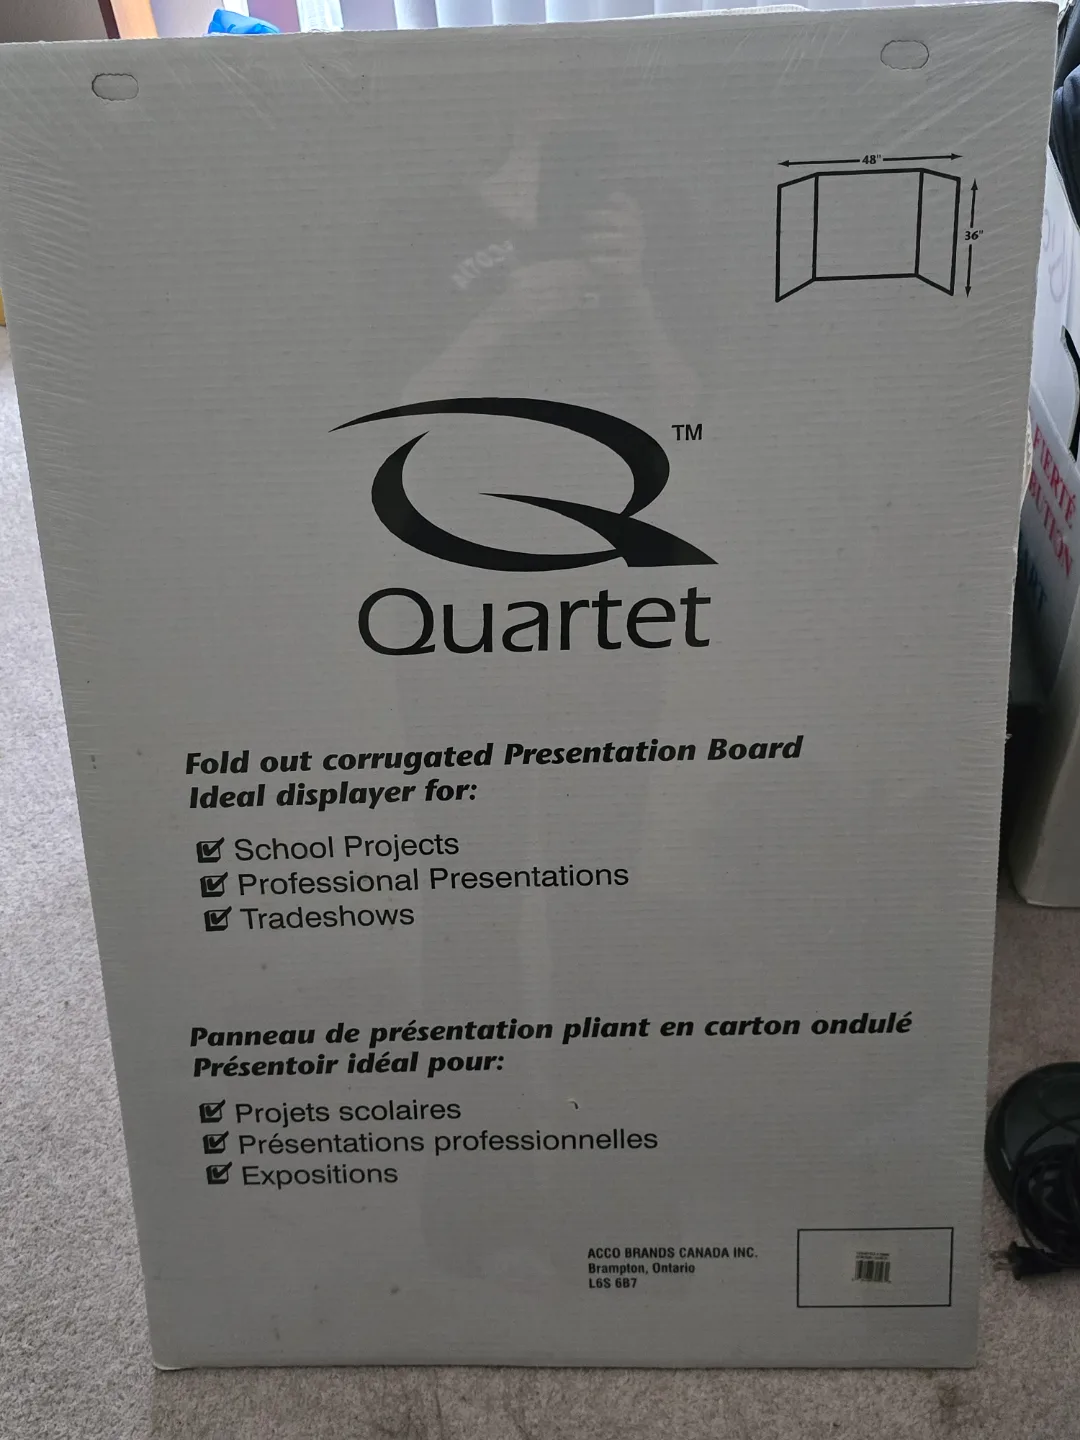 48"
36"
TM
Quartet
Fold out corrugated Presentation Board
Ideal displayer for:
School Projects
Professional Presentations
Tradeshows
Panneau de présentation pliant en carton ondulé
Présentoir idéal pour:
Projets scolaires
Présentations professionnelles
Expositions
ACCO BRANDS CANADA INC.
Brampton, Ontario
L6S 6B7